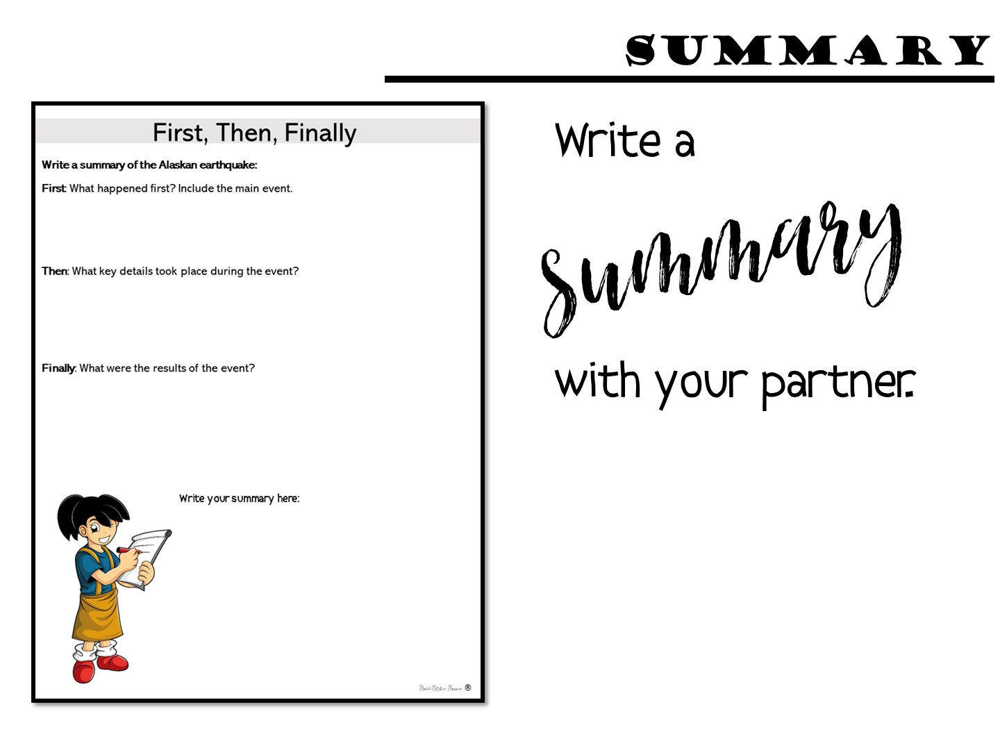 SUMMARY
First, Then, Finally
Write a summary of the Alaskan earthquake:
First: What happened first? Include the main event.
Then: What key details took place during the event?
Finally: What were the results of the event?
Write your summary here:
®
Write a
summary
with your partner.